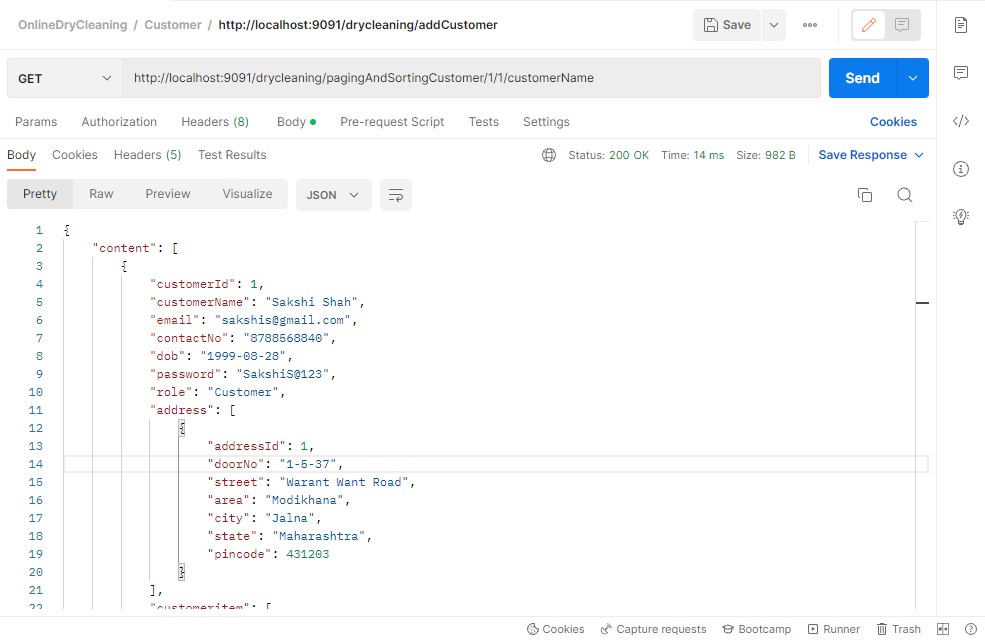 OnlineDryCleaning / Customer / http://localhost:9091/drycleaning/addCustomer Save
GET http://localhost:9091/drycleaning/pagingAndSortingCustomer/1/1/customerName Send
Params Authorization Headers (8) Body Pre-request Script Tests Settings Cookies
Body Cookies Headers (5) Test Results Status: 200 OK Time: 14 ms Size: 982 B Save Response
Pretty Raw Preview Visualize JSON
1 {
2 "content": [
3 {
4 "customerId": 1,
5 "customerName": "Sakshi Shah",
6 "email": "sakshis@gmail.com",
7 "contactNo": "8788568840",
8 "dob": "1999-08-28",
9 "password": "SakshiS@123",
10 "role": "Customer",
11 "address": [
12 {
13 "addressId": 1,
14 "doorNo": "1-5-37",
15 "street": "Warant Want Road",
16 "area": "Modikhana",
17 "city": "Jalna",
18 "state": "Maharashtra",
19 "pincode": 431203
20 }
21 ],
22 "customeritem": [
Cookies Capture requests Bootcamp Runner Trash